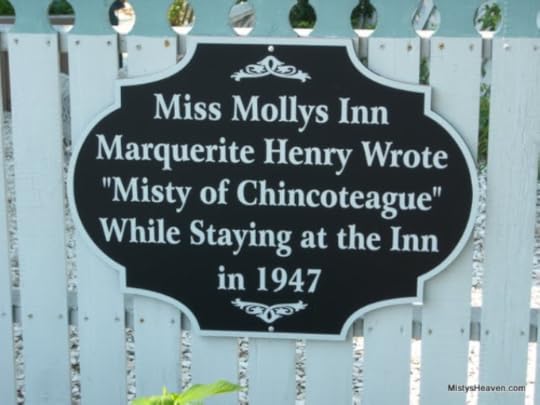 Miss Mollys Inn
Marquerite Henry Wrote
"Misty of Chincoteague"
While Staying at the Inn
in 1947
MistysHeaven.com